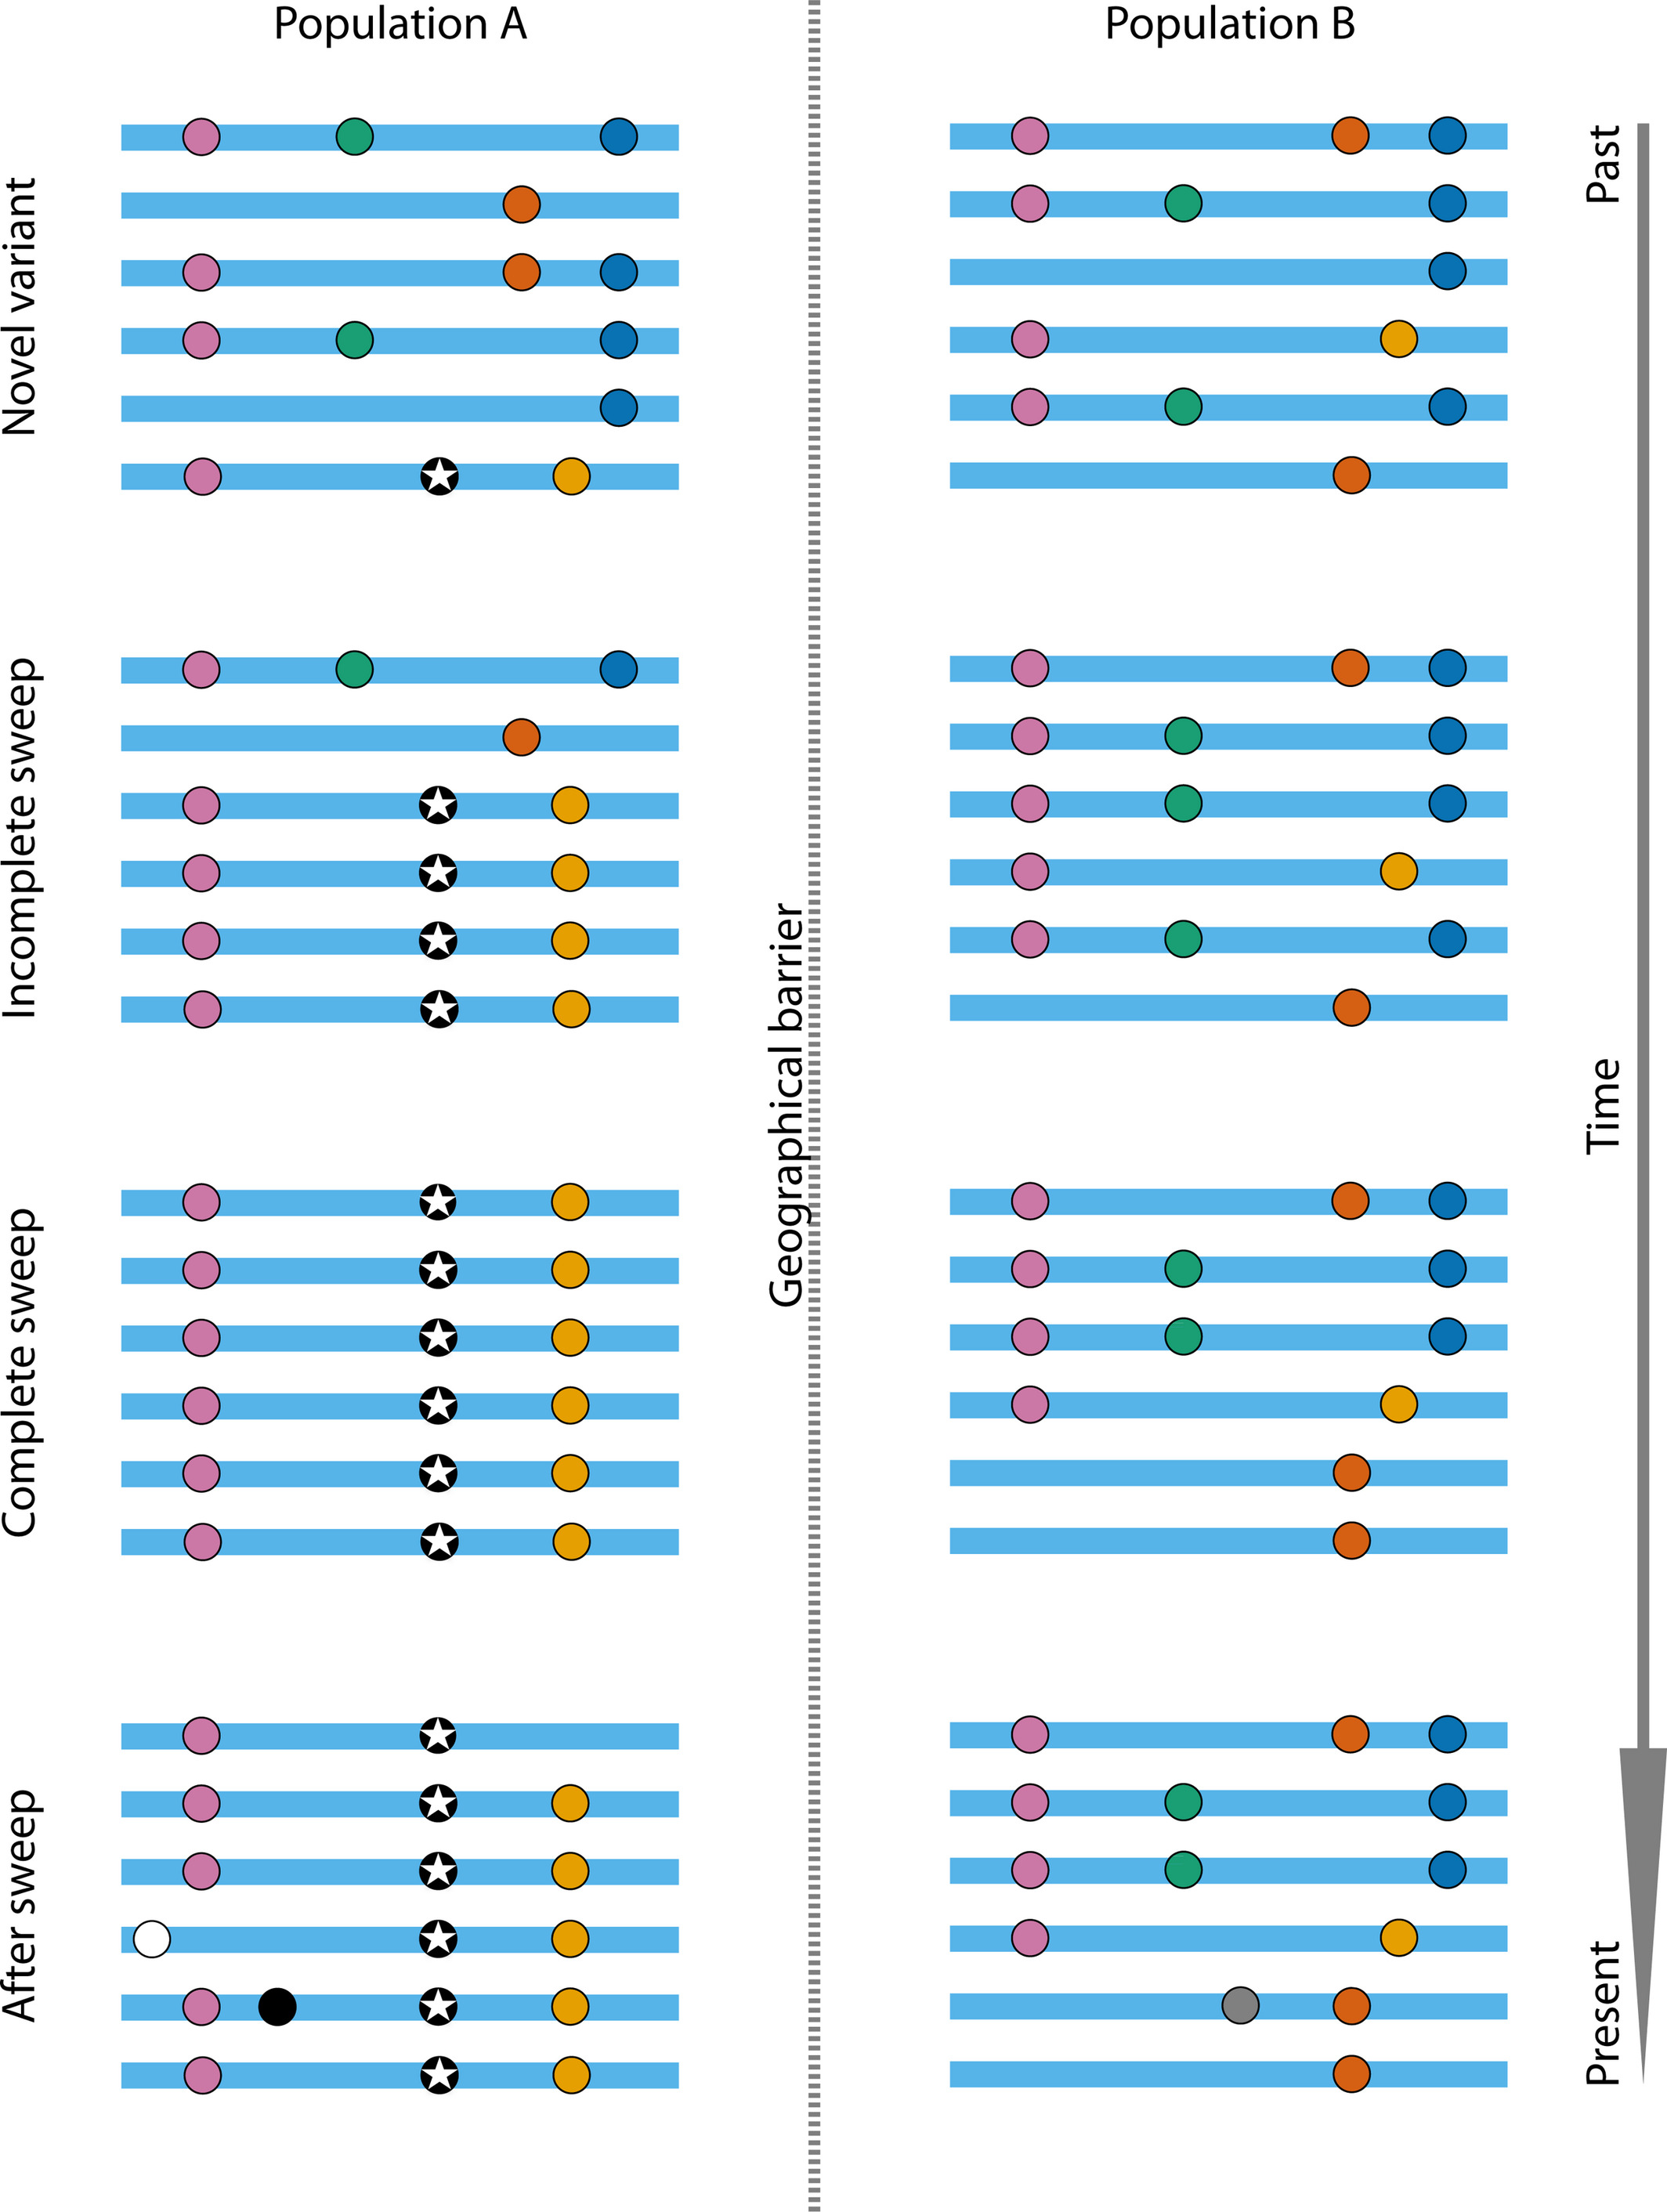 Population A
Population B
Novel variant
Incomplete sweep
Complete sweep
After sweep
Geographical barrier
Past
Time
Present